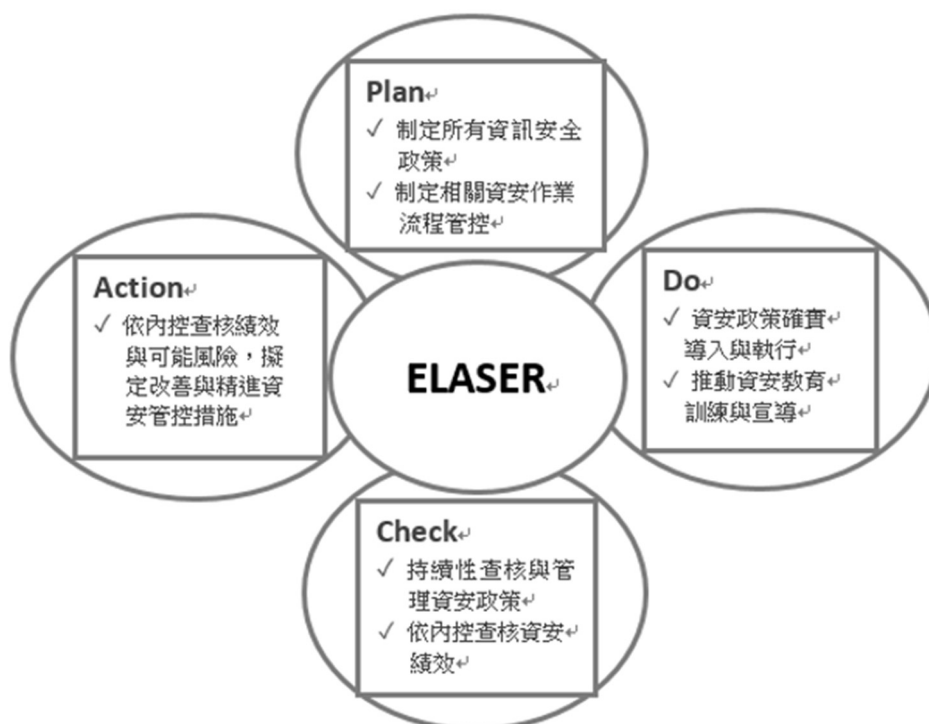 Plan
✓ 制定所有資訊安全
政策
✓ 制定相關資安作業
流程管控
Action
✓ 依內控查核績效
與可能風險，擬
定改善與精進資
安管控措施
ELASER
Do
✓ 資安政策確實
導入與執行
✓ 推動資安教育
訓練與宣導
Check
✓ 持續性查核與管
理資安政策
✓ 依內控查核資安
績效